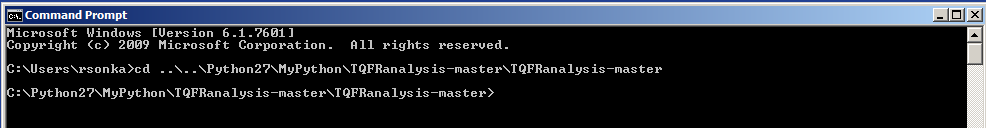 Command Prompt
Microsoft Windows [Version 6.1.7601]
Copyright (c) 2009 Microsoft Corporation.  All rights reserved.
C:\Users\rsonka>cd ..\..\Python27\MyPython\TQFRanalysis-master\TQFRanalysis-master
C:\Python27\MyPython\TQFRanalysis-master\TQFRanalysis-master>